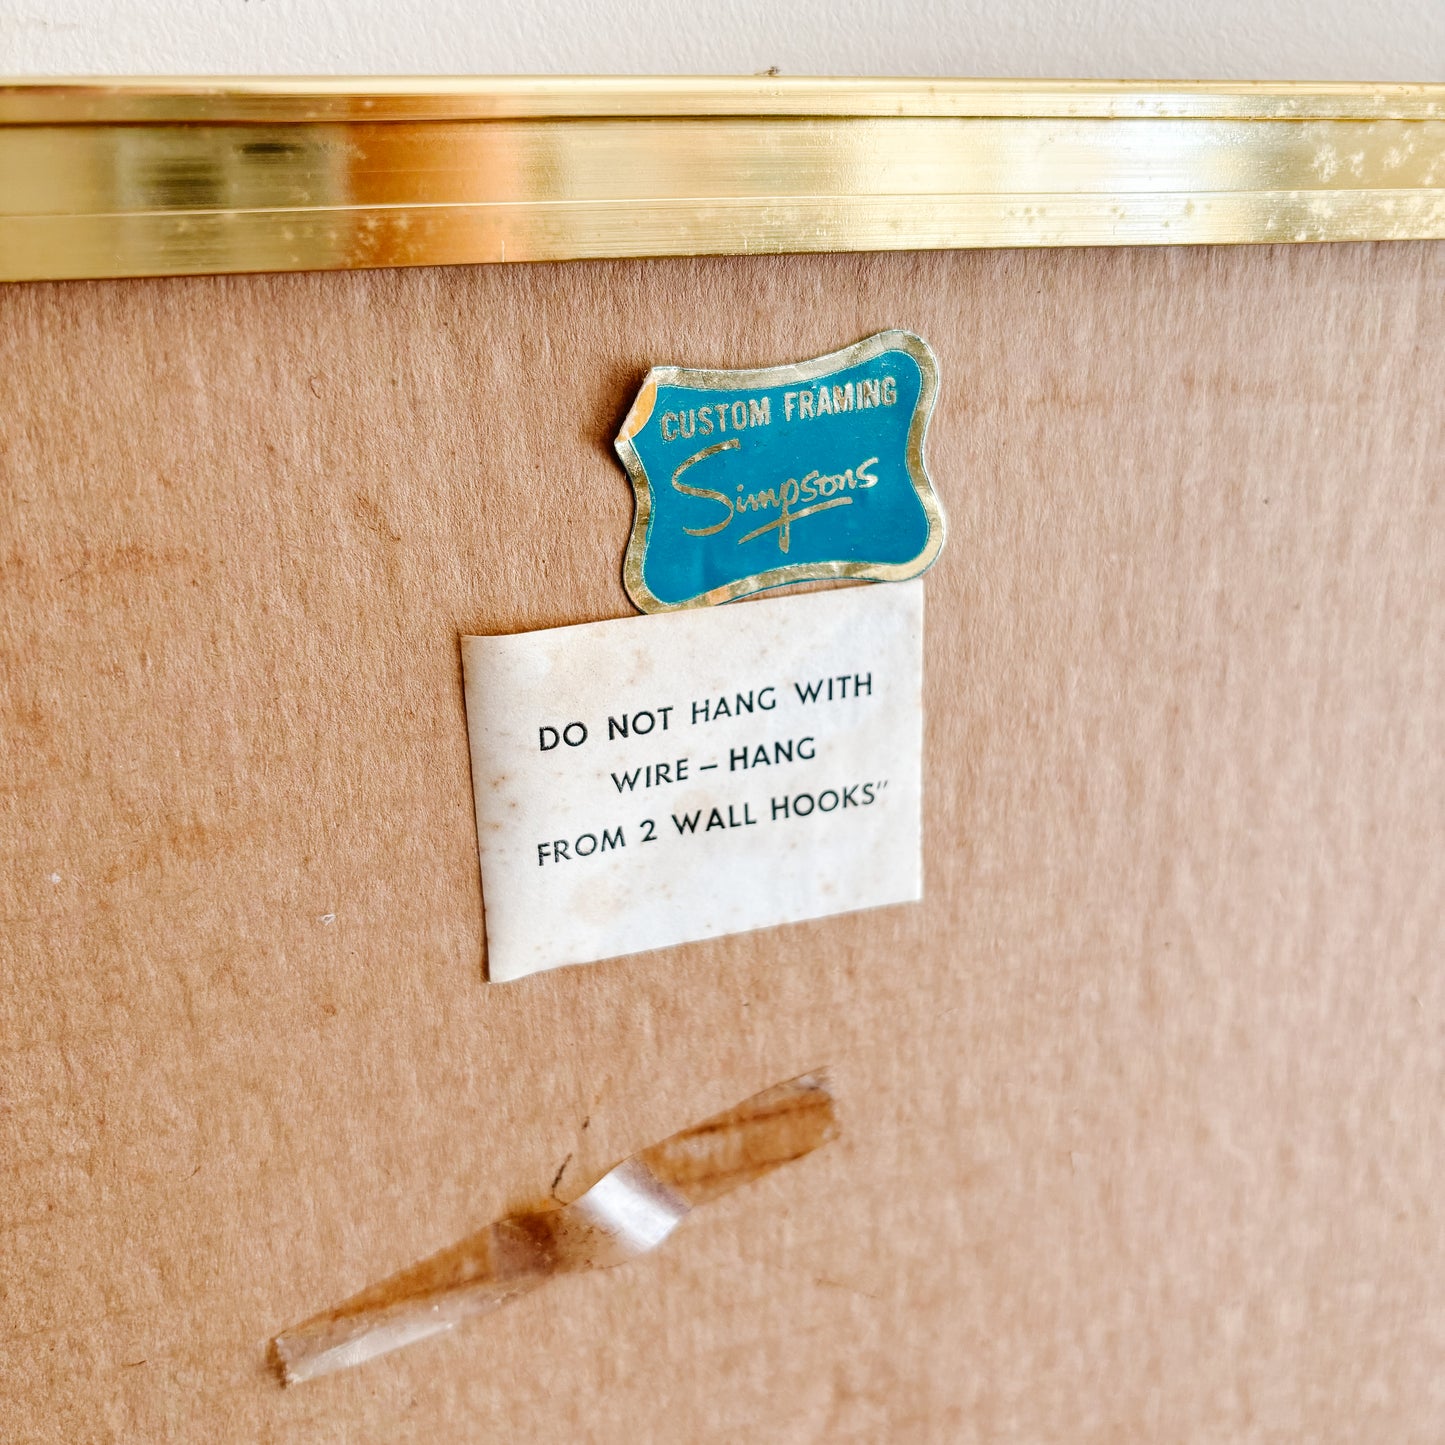 CUSTOM FRAMING
Simpsons
DO NOT HANG WITH
WIRE – HANG
FROM 2 WALL HOOKS"